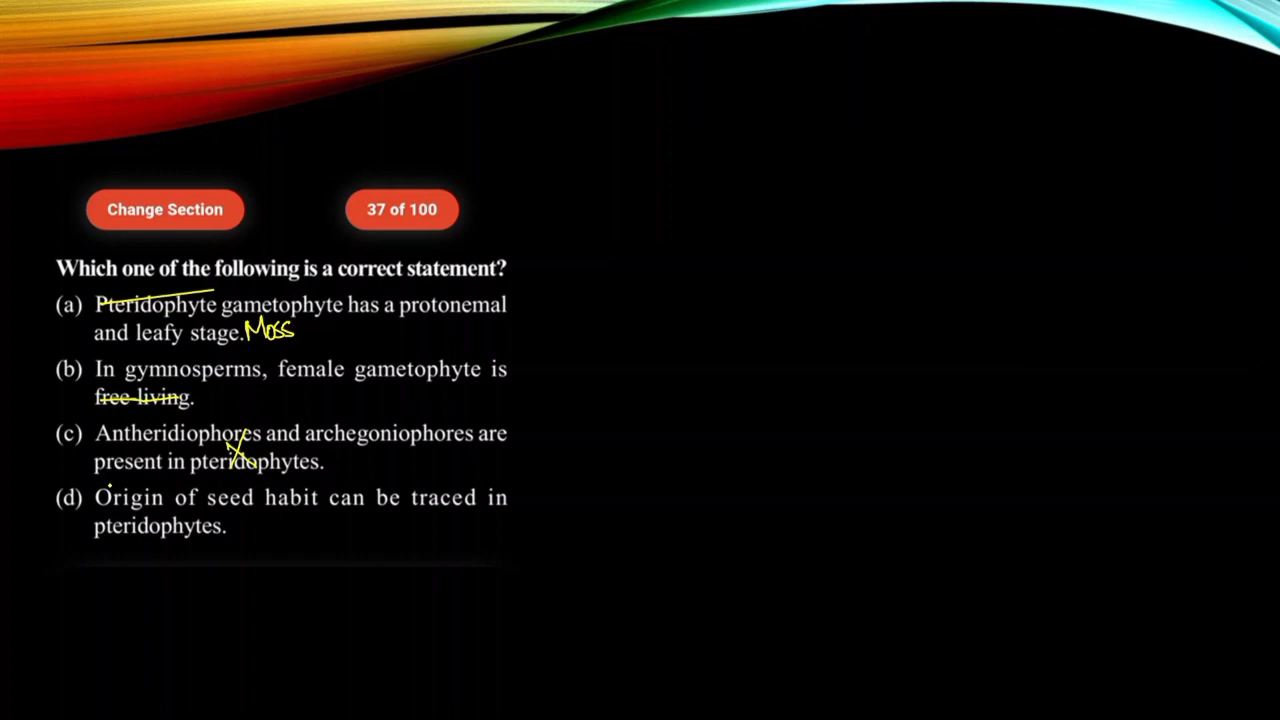 Change Section
37 of 100
Which one of the following is a correct statement?
(a) Pteridophyte gametophyte has a protonemal
and leafy stage. Moss
(b) In gymnosperms, female gametophyte is
free-living.
(c) Antheridiophores and archegoniophores are
present in pteridophytes.
(d) Origin of seed habit can be traced in
pteridophytes.